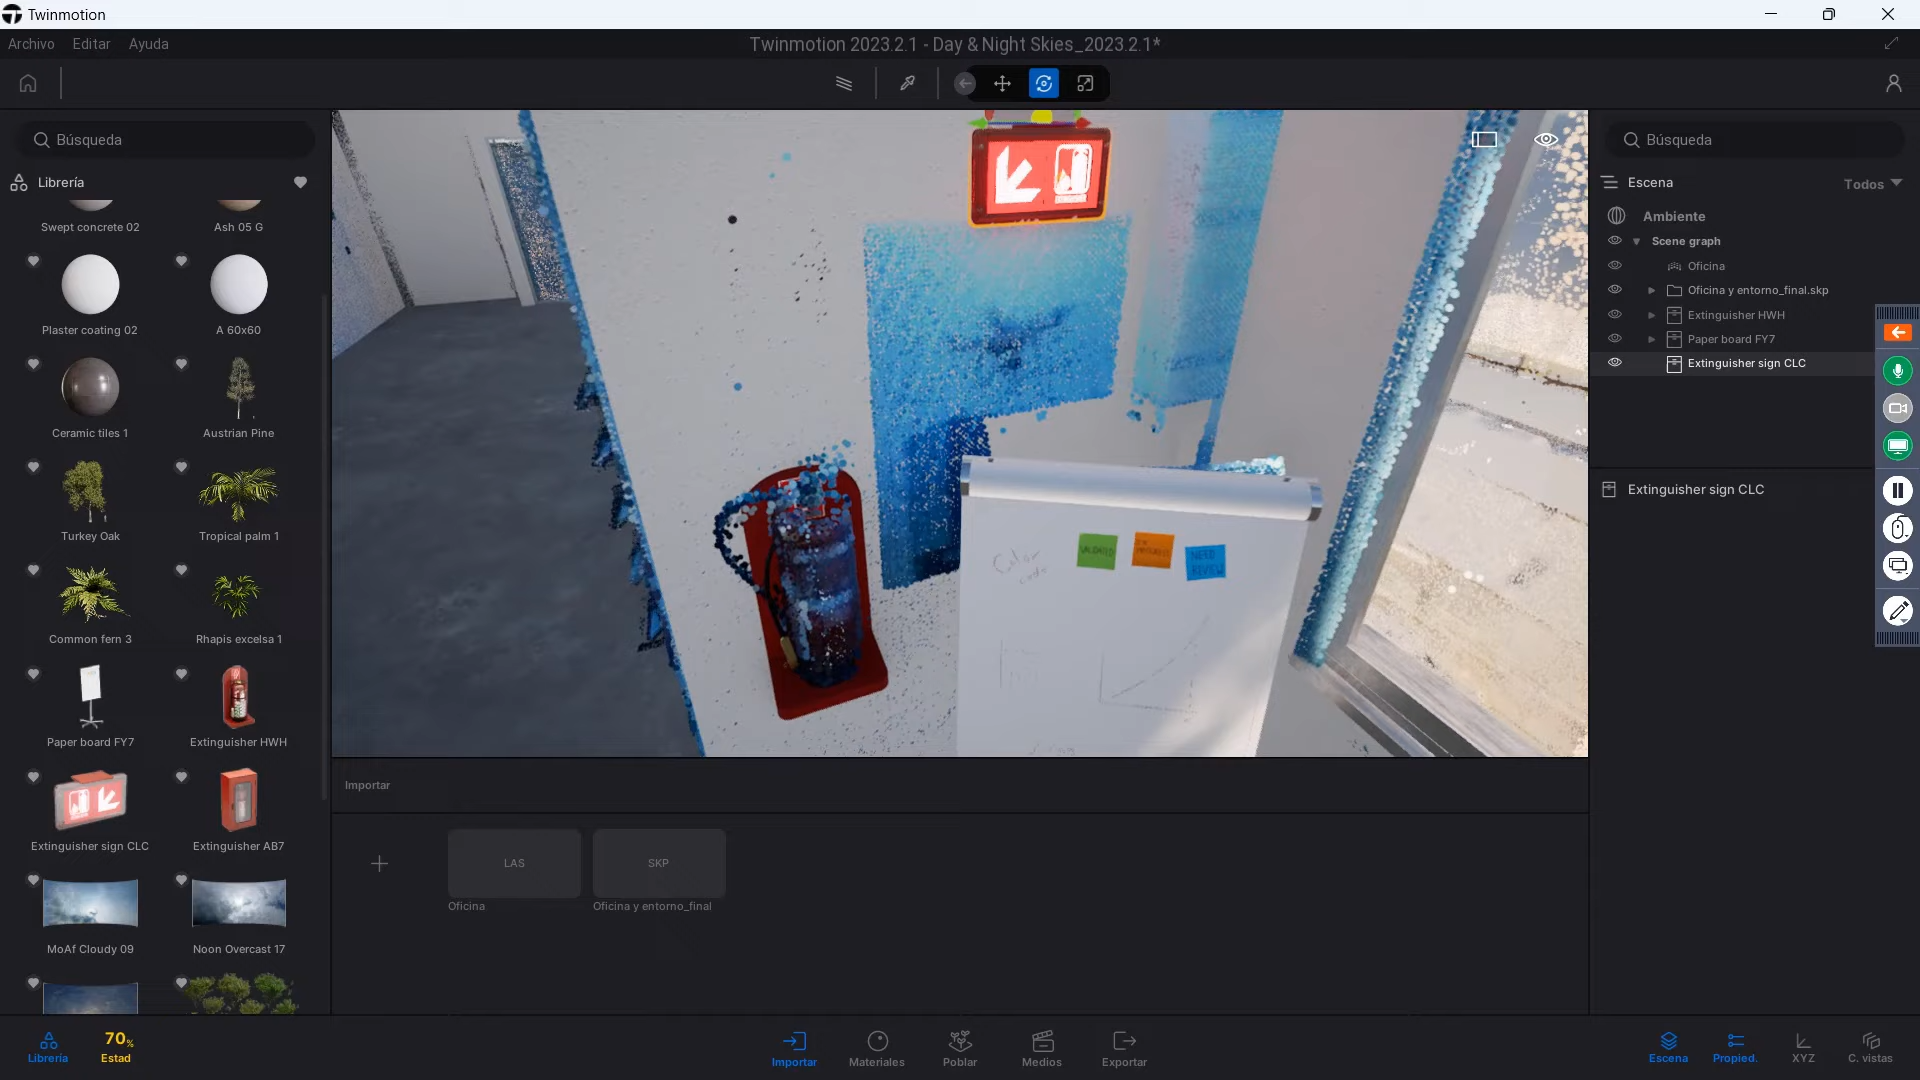 Twinmotion
Archivo Editar Ayuda
Twinmotion 2023.2.1 - Day & Night Skies_2023.2.1*
Búsqueda
Librería
Swept concrete 02
Ash 05 G
Plaster coating 02
A 60x60
Ceramic tiles 1
Austrian Pine
Turkey Oak
Tropical palm 1
Common fern 3
Rhapis excelsa 1
Paper board FY7
Extinguisher HWH
Extinguisher sign CLC
Extinguisher AB7
MoAf Cloudy 09
Noon Overcast 17
Librería
70%
Estad
Color
code
VALIDATED
NEED
REVIEW
Importar
LAS
SKP
Oficina
Oficina y entorno_final
Importar
Materiales
Poblar
Medios
Exportar
Búsqueda
Escena
Todos
Ambiente
Scene graph
Oficina
Oficina y entorno_final.skp
Extinguisher HWH
Paper board FY7
Extinguisher sign CLC
Extinguisher sign CLC
Escena
Propied.
XYZ
C. vistas